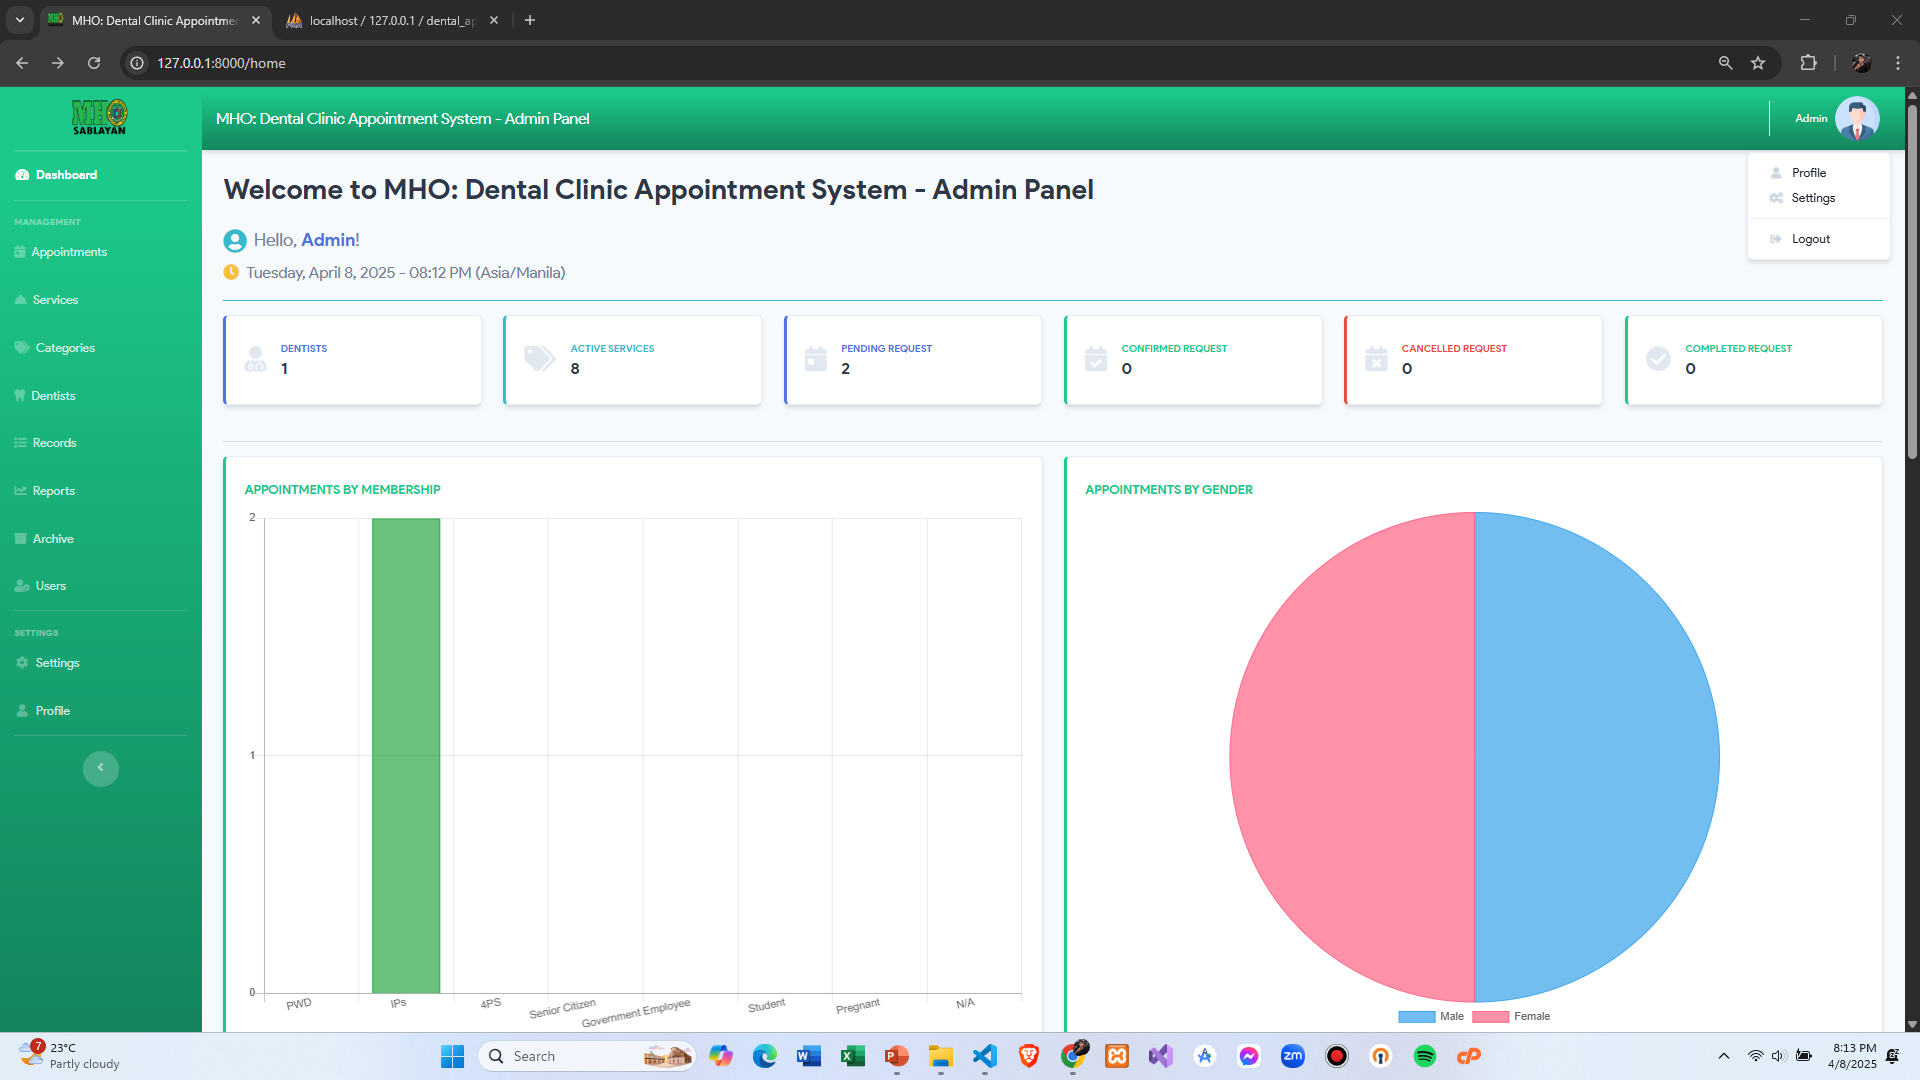 MHO: Dental Clinic Appointme
localhost / 127.0.0.1 / dental_ap
127.0.0.1:8000/home
MHO
SABLAYAN
MHO: Dental Clinic Appointment System - Admin Panel
Admin
Dashboard
Welcome to MHO: Dental Clinic Appointment System - Admin Panel
Profile
Settings
Logout
MANAGEMENT
Appointments
Services
Categories
Dentists
Records
Reports
Archive
Users
SETTINGS
Settings
Profile
Hello, Admin!
Tuesday, April 8, 2025 - 08:12 PM (Asia/Manila)
DENTISTS
1
ACTIVE SERVICES
8
PENDING REQUEST
2
CONFIRMED REQUEST
0
CANCELLED REQUEST
0
COMPLETED REQUEST
0
APPOINTMENTS BY MEMBERSHIP
2
1
0
PWD
IPs
4PS
Senior Citizen
Government Employee
Student
Pregnant
N/A
APPOINTMENTS BY GENDER
Male
Female
7
23°C
Partly cloudy
Search
zm
8:13 PM
4/8/2025